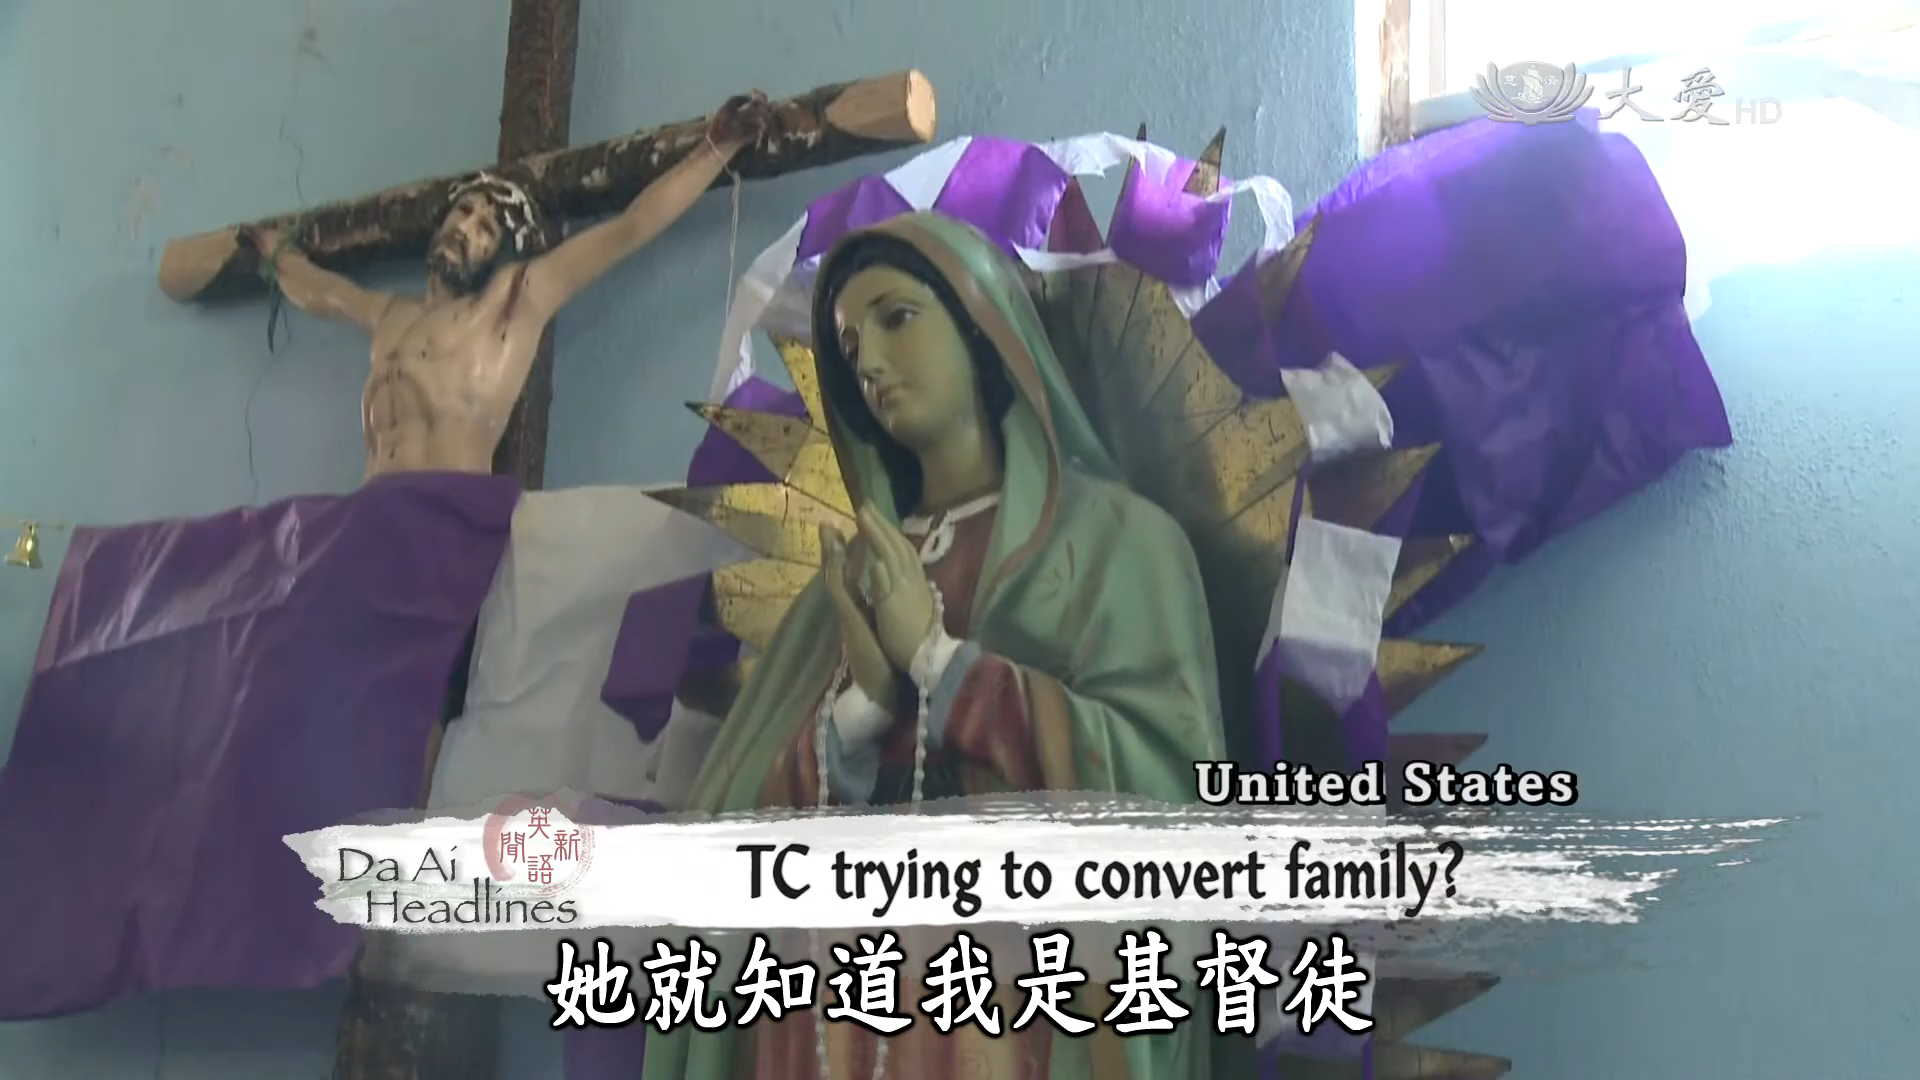 大愛HD
United States
Da Ai
Headlines
英語新聞
TC trying to convert family?
她就知道我是基督徒